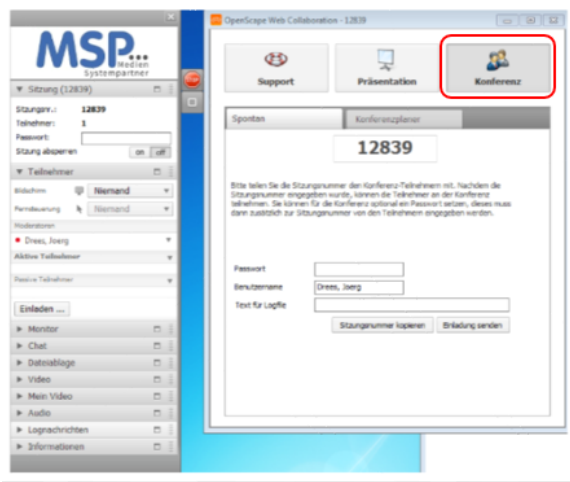 MSP...
Medien
Systempartner
Sitzung (12839)
Sitzungsnr.: 12839
Teilnehmer: 1
Passwort:
Sitzung absperren on off
Teilnehmer
Bildschirm Niemand
Fernsteuerung Niemand
Moderatoren
Drees, Joerg
Aktive Teilnehmer
Passive Teilnehmer
Einladen ...
Monitor
Chat
Dateiablage
Video
Mein Video
Audio
Lognachrichten
Informationen
OpenScape Web Collaboration - 12839
Support Präsentation Konferenz
Spontan Konferenzplaner
12839
Bitte teilen Sie die Sitzungsnummer den Konferenz-Teilnehmern mit. Nachdem die
Sitzungsnummer eingegeben wurde, können die Teilnehmer an der Konferenz
teilnehmen. Sie können für die Konferenz optional ein Passwort setzen, dieses muss
dann zusätzlich zur Sitzungsnummer von den Teilnehmern eingegeben werden.
Passwort
Benutzername Drees, Joerg
Text für Logfile
Sitzungsnummer kopieren Einladung senden